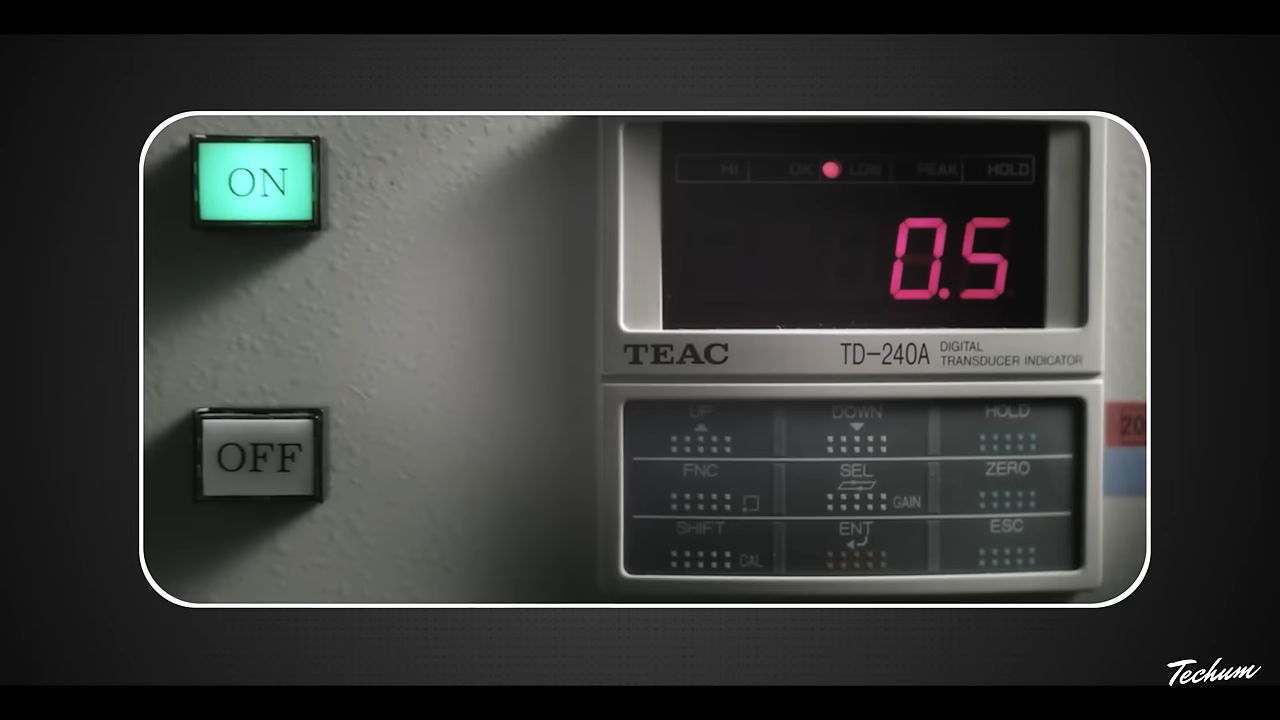 ON
OFF
HI OK LOW PEAK HOLD
0.5
TEAC
TD-240A
DIGITAL
TRANSDUCER INDICATOR
UP DOWN HOLD
FNC SEL ZERO
GAIN
SHIFT ENT ESC
CAL
20
Techum